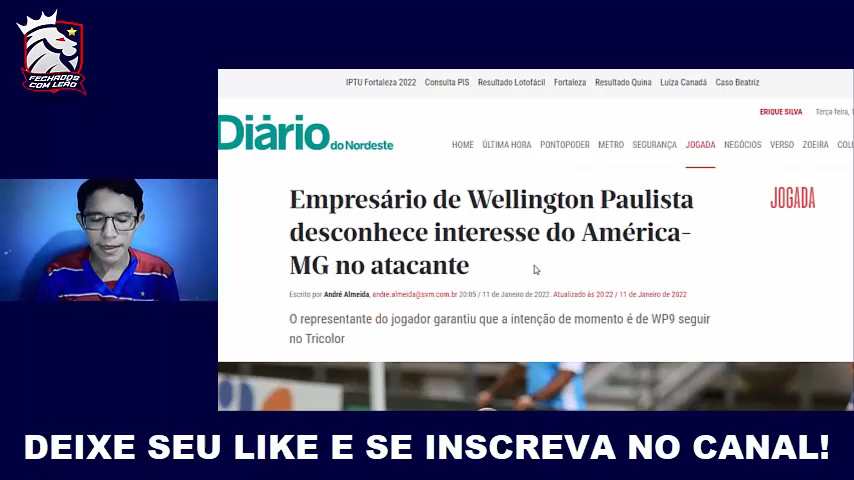 FECHADOS
COM LEÃO
IPTU Fortaleza 2022 Consulta PIS Resultado Lotofácil Fortaleza Resultado Quina Luiza Canadá Caso Beatriz
ERIQUE SILVA Terça-feira, 1
Diário do Nordeste
HOME ÚLTIMA HORA PONTOPODER METRO SEGURANÇA JOGADA NEGÓCIOS VERSO ZOEIRA COLU
Empresário de Wellington Paulista
desconhece interesse do América-
MG no atacante
JOGADA
Escrito por André Almeida, andre.almeida@svm.com.br 20:05 / 11 de Janeiro de 2022. Atualizado às 20:22 / 11 de Janeiro de 2022
O representante do jogador garantiu que a intenção de momento é de WP9 seguir
no Tricolor
DEIXE SEU LIKE E SE INSCREVA NO CANAL!